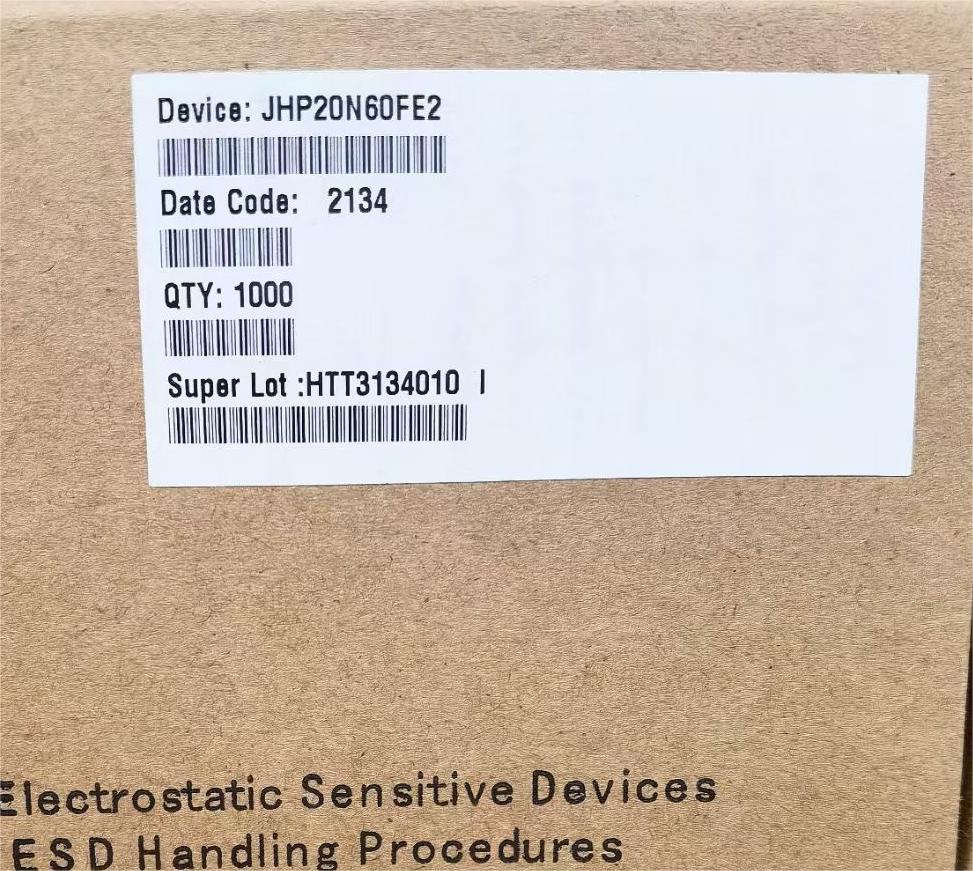 Device: JHP20N60FE2
Date Code: 2134
QTY: 1000
Super Lot :HTT3134010 I
Electrostatic Sensitive Devices
ESD Handling Procedures